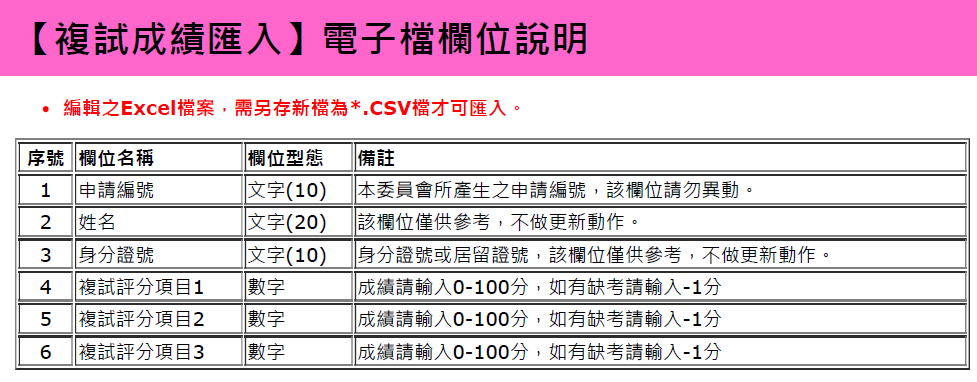 【複試成績匯入】電子檔欄位說明
• 編輯之Excel檔案，需另存新檔為*.CSV檔才可匯入。
序號 欄位名稱 欄位型態 備註
1 申請編號 文字(10) 本委員會所產生之申請編號，該欄位請勿異動。
2 姓名 文字(20) 該欄位僅供參考，不做更新動作。
3 身分證號 文字(10) 身分證號或居留證號，該欄位僅供參考，不做更新動作。
4 複試評分項目1 數字 成績請輸入0-100分，如有缺考請輸入-1分
5 複試評分項目2 數字 成績請輸入0-100分，如有缺考請輸入-1分
6 複試評分項目3 數字 成績請輸入0-100分，如有缺考請輸入-1分